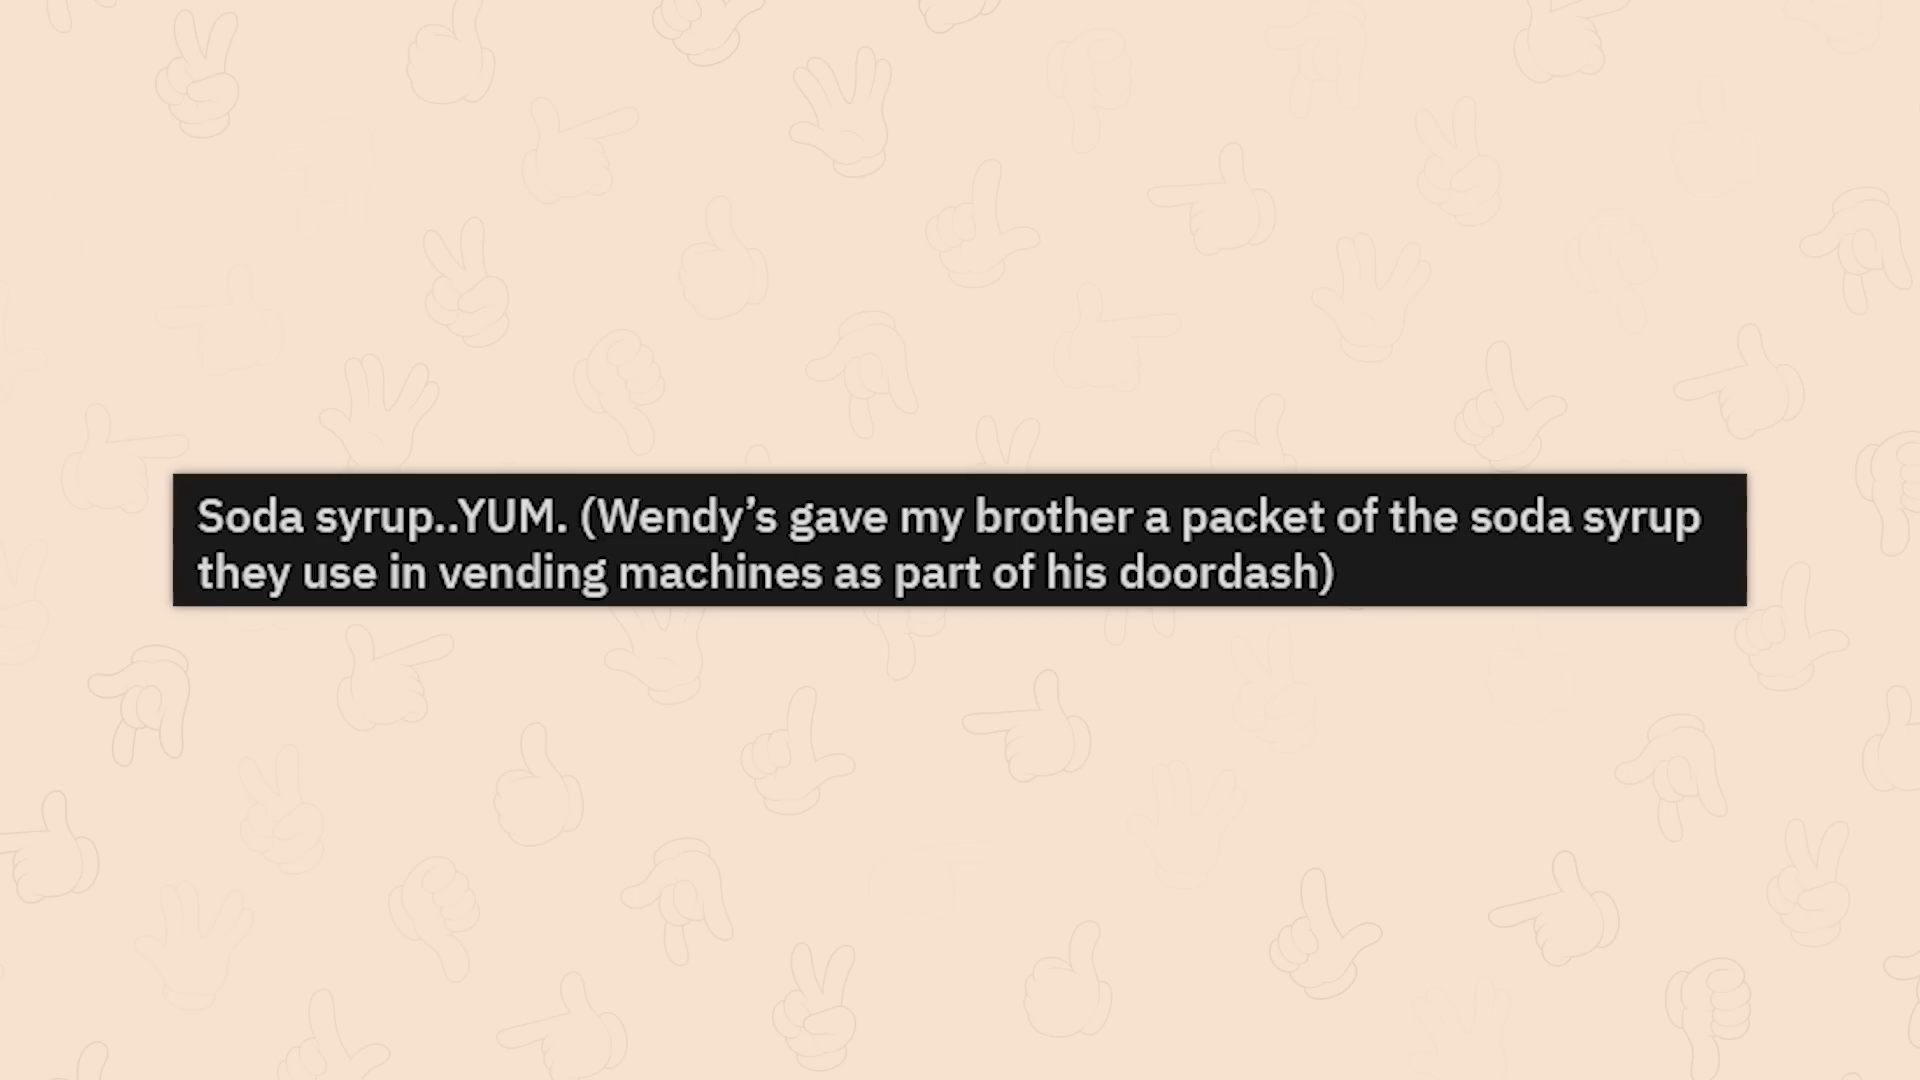 Soda syrup..YUM. (Wendy’s gave my brother a packet of the soda syrup
they use in vending machines as part of his doordash)